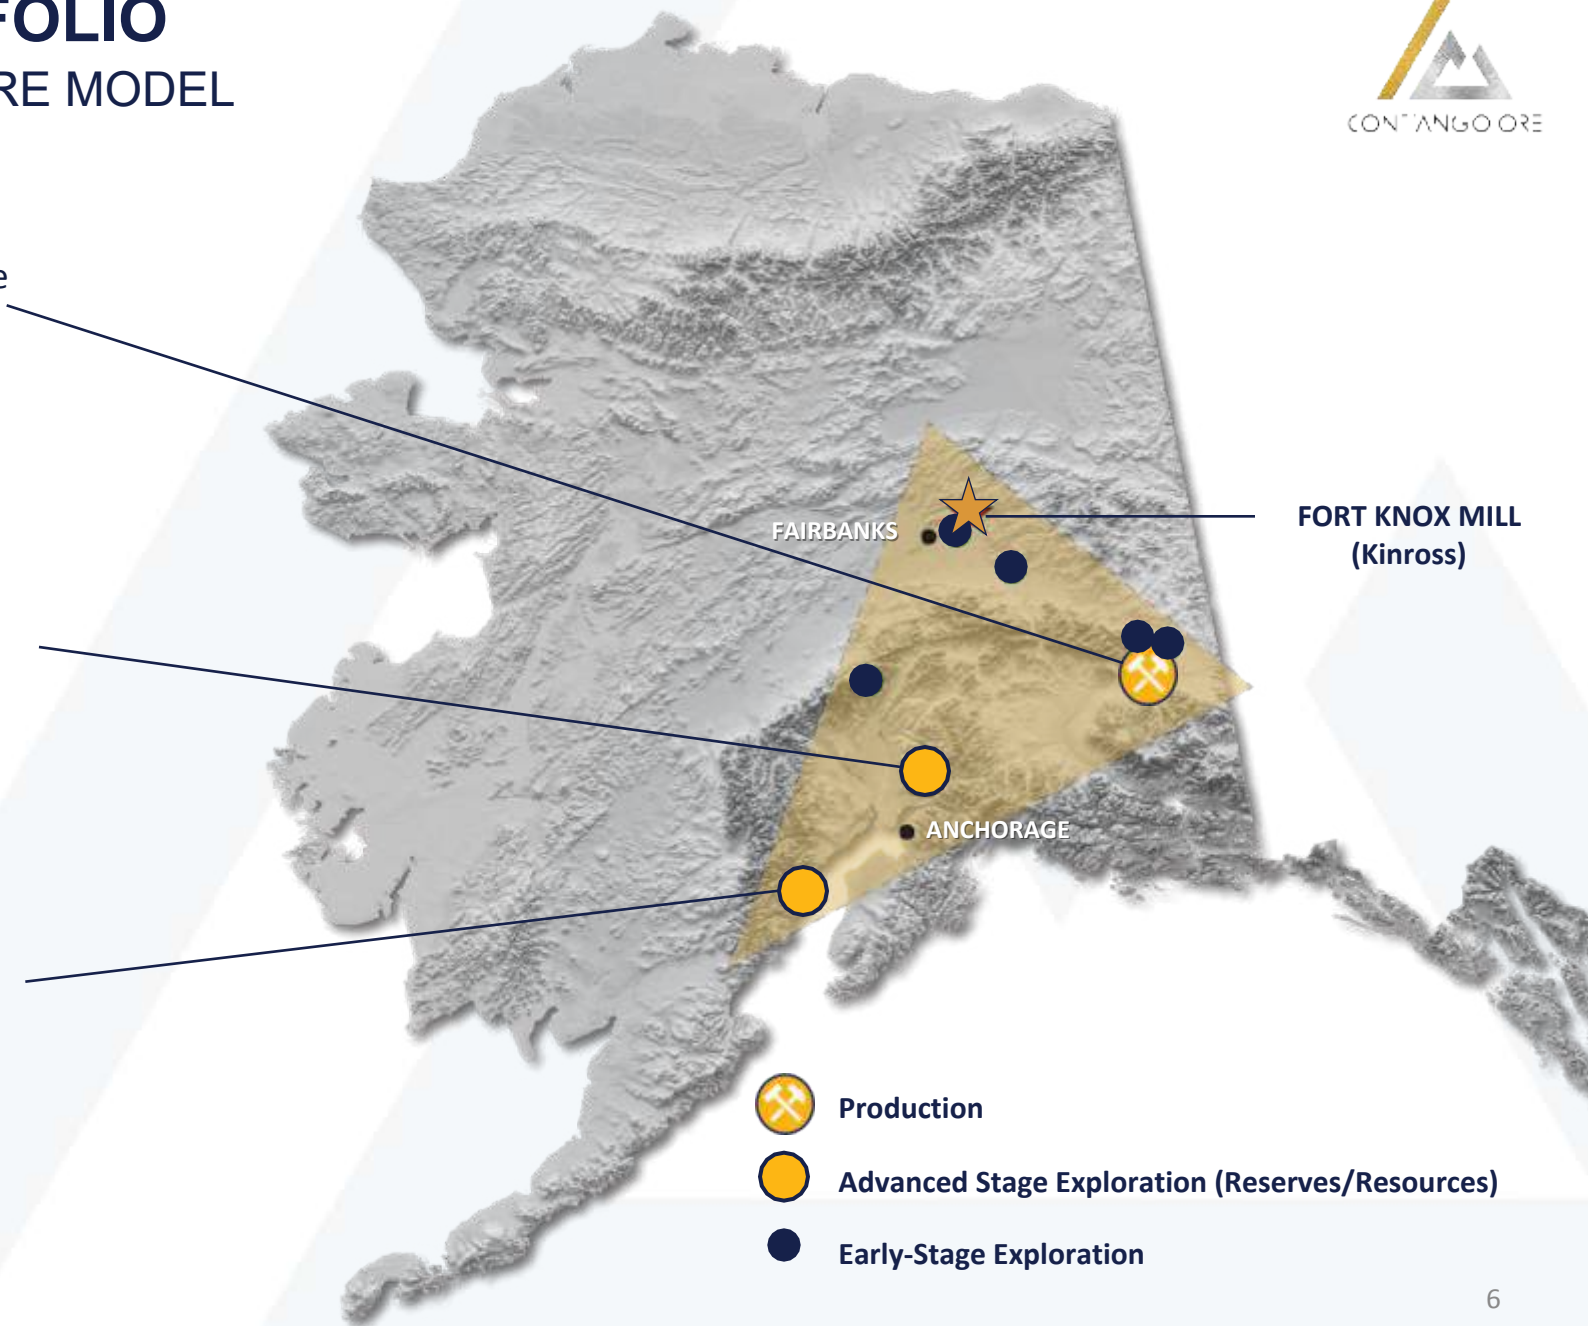 FOLIO
RE MODEL
CONTANGO ORE
e
FAIRBANKS
FORT KNOX MILL
(Kinross)
ANCHORAGE
Production
Advanced Stage Exploration (Reserves/Resources)
Early-Stage Exploration
6